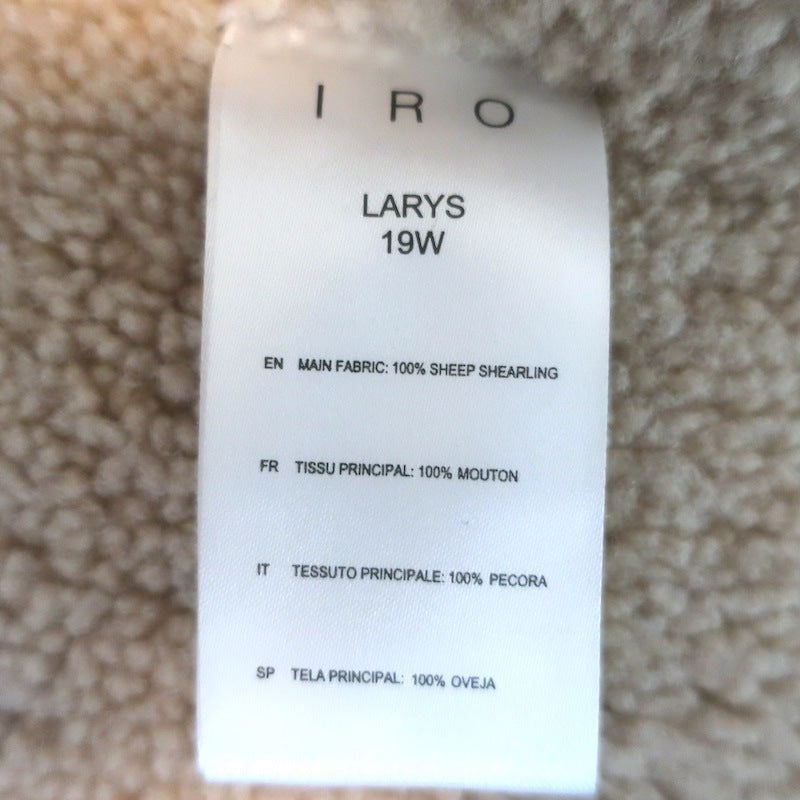 IRO
LARYS
19W
EN MAIN FABRIC: 100% SHEEP SHEARLING
FR TISSU PRINCIPAL: 100% MOUTON
IT TESSUTO PRINCIPALE: 100% PECORA
SP TELA PRINCIPAL: 100% OVEJA